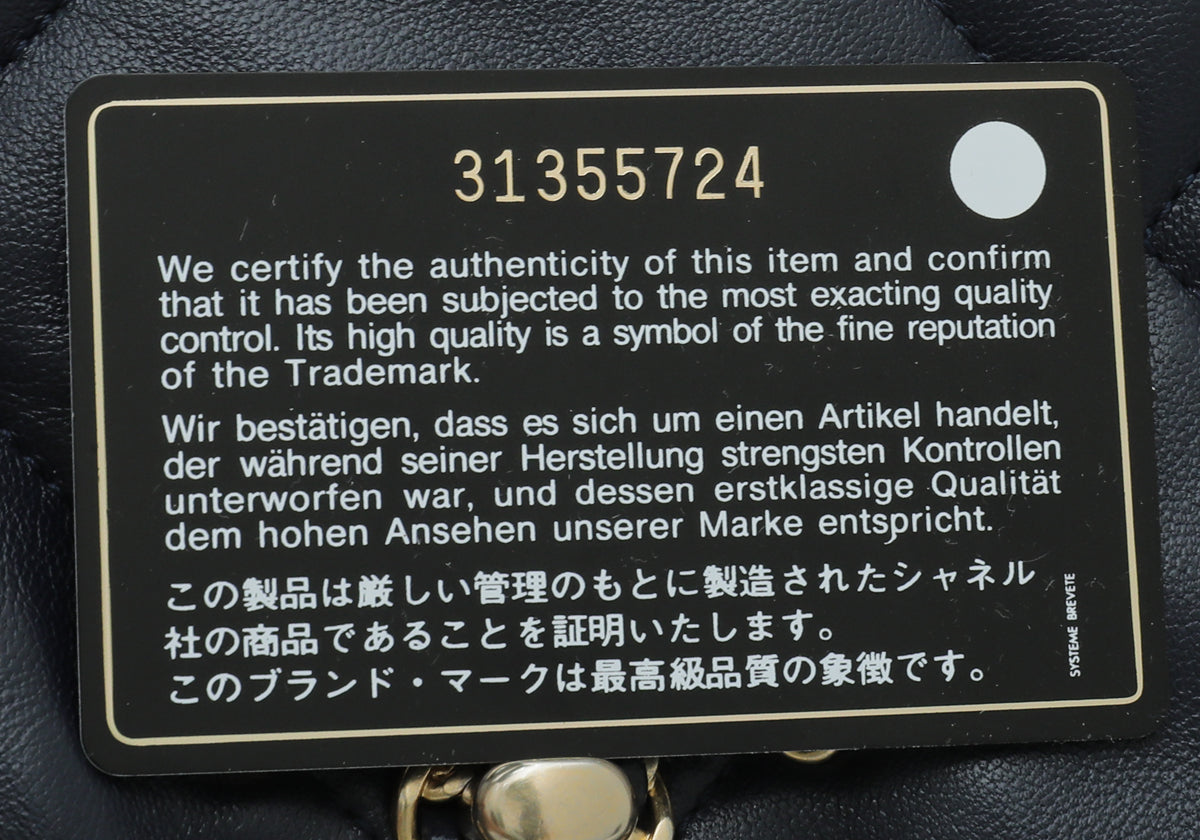 31355724
We certify the authenticity of this item and confirm
that it has been subjected to the most exacting quality
control. Its high quality is a symbol of the fine reputation
of the Trademark.
Wir bestätigen, dass es sich um einen Artikel handelt,
der während seiner Herstellung strengsten Kontrollen
unterworfen war, und dessen erstklassige Qualität
dem hohen Ansehen unserer Marke entspricht.
この製品は厳しい管理のもとに製造されたシャネル
社の商品であることを証明いたします。
このブランド・マークは最高級品質の象徴です。
SYSTEME BREVETE